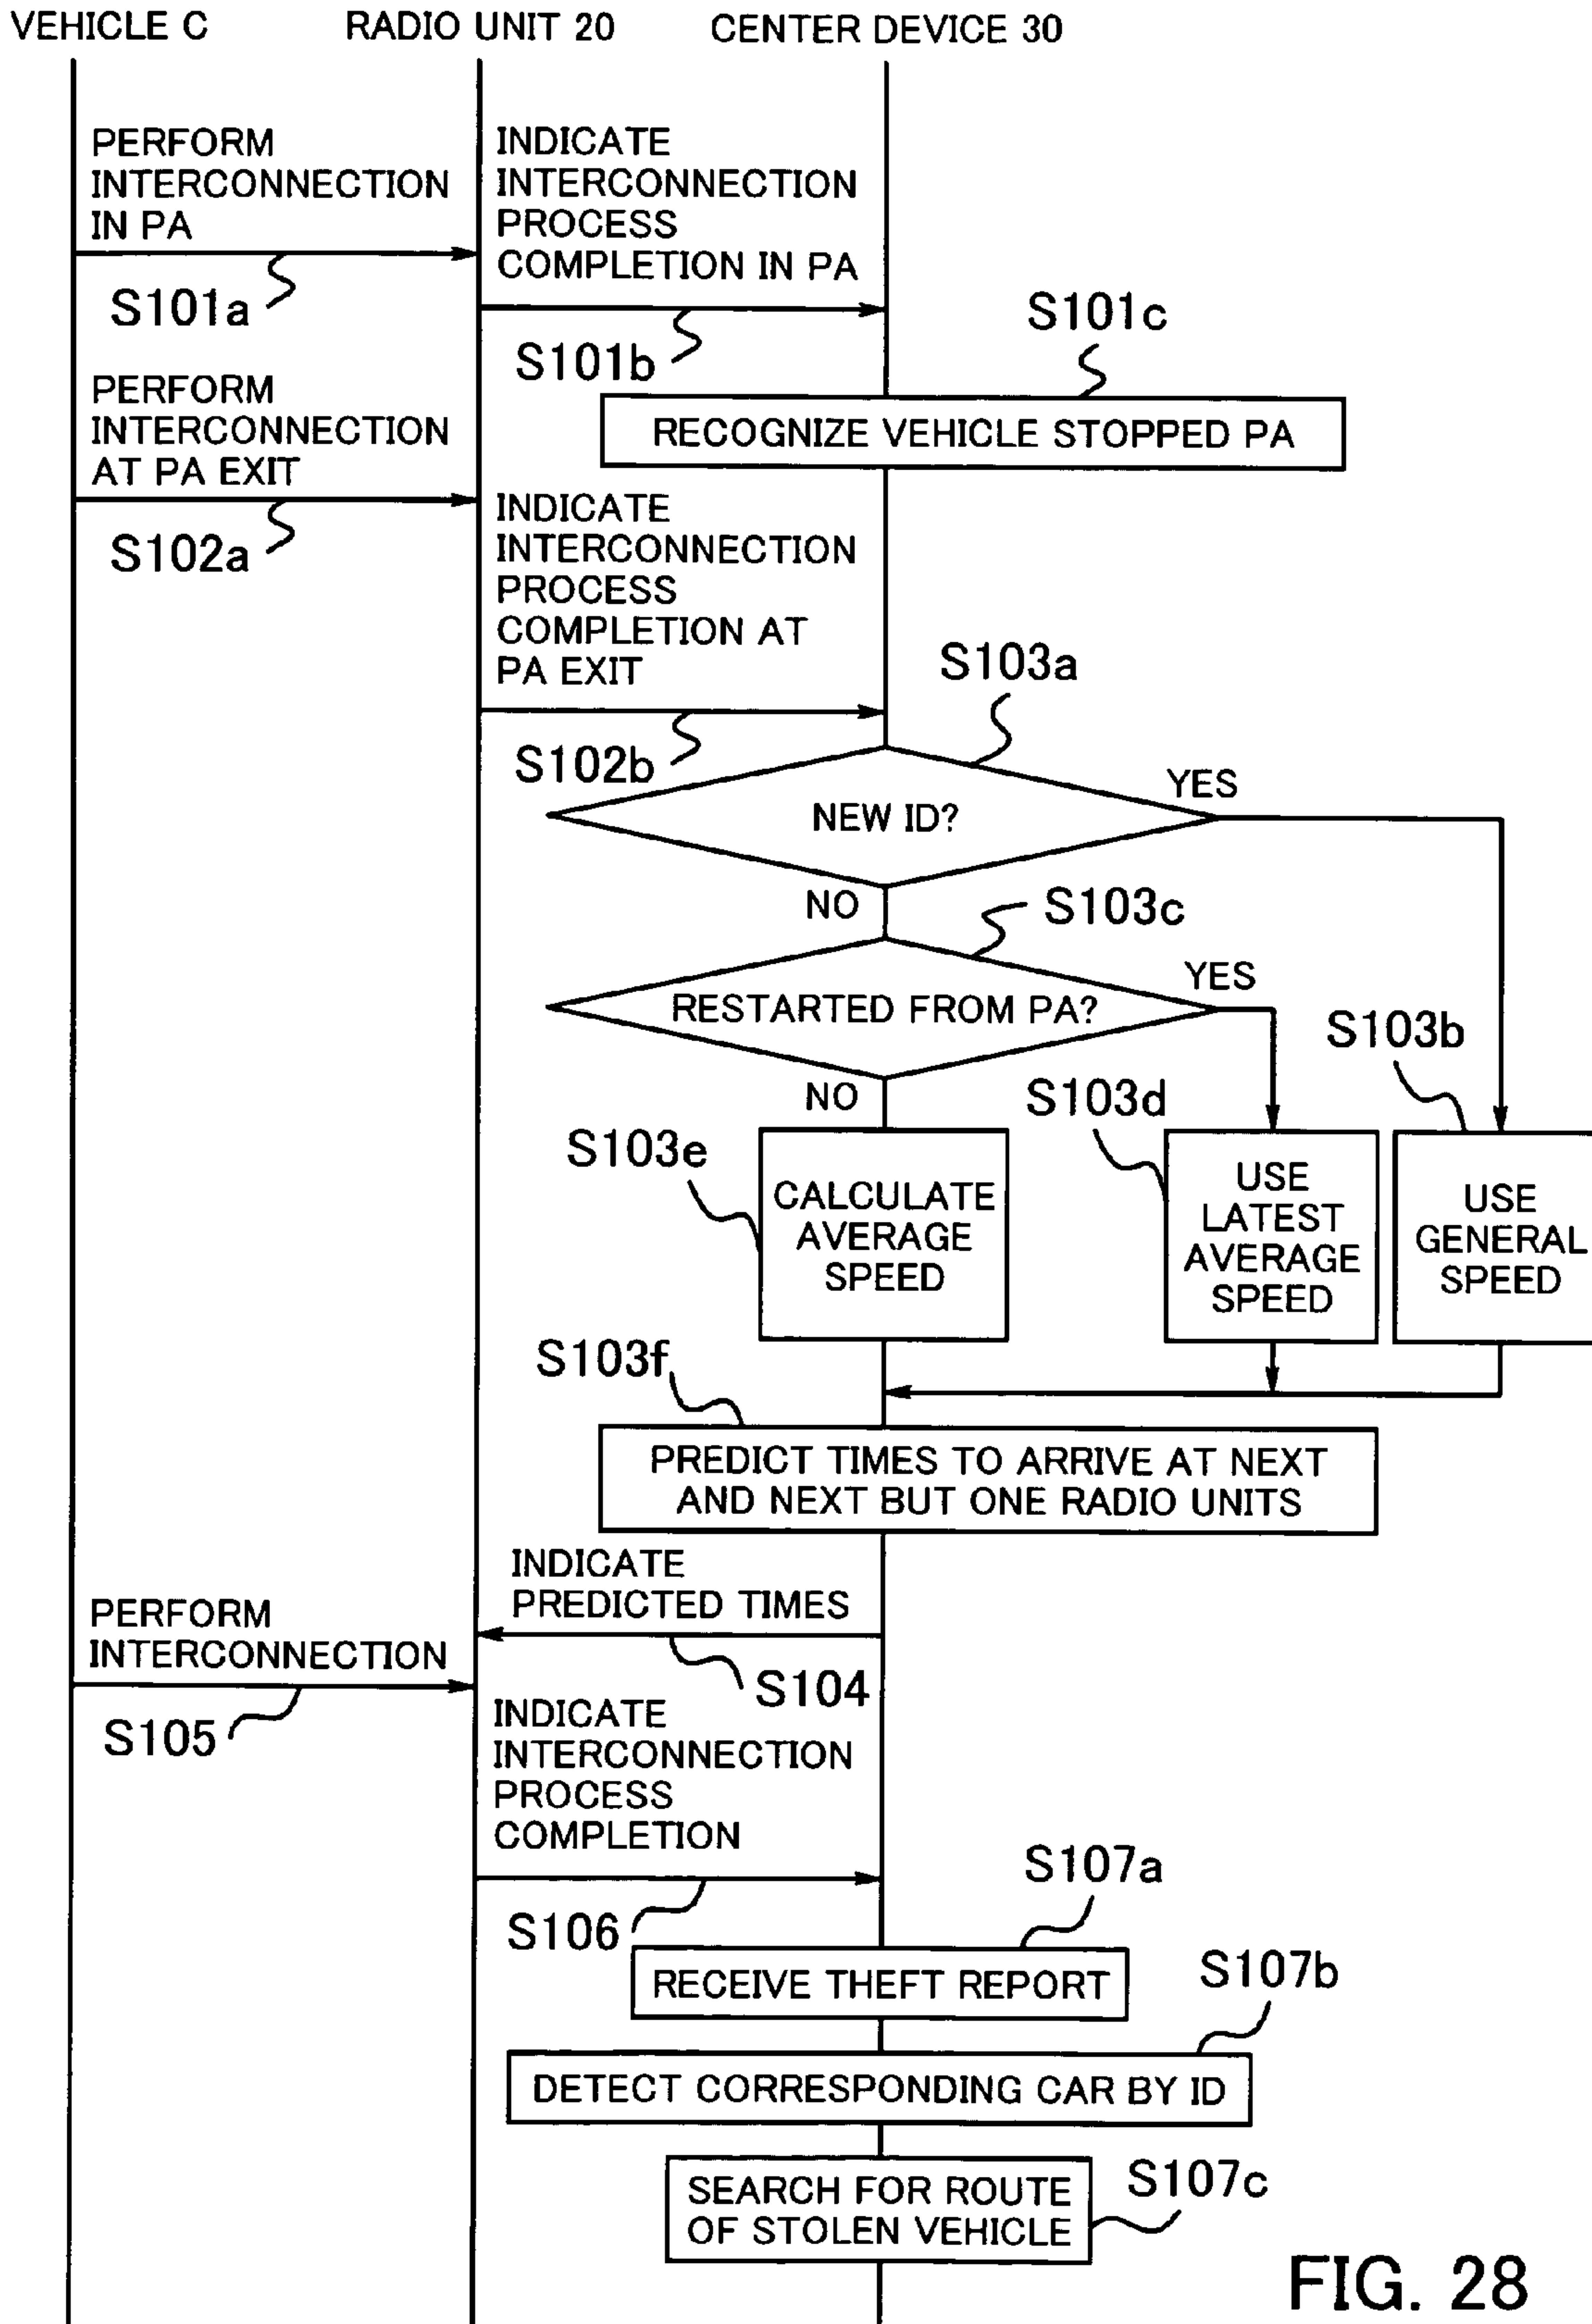 VEHICLE C
RADIO UNIT 20
CENTER DEVICE 30
PERFORM
INTERCONNECTION
IN PA
S101a
INDICATE
INTERCONNECTION
PROCESS
COMPLETION IN PA
S101b
S101c
RECOGNIZE VEHICLE STOPPED PA
PERFORM
INTERCONNECTION
AT PA EXIT
S102a
INDICATE
INTERCONNECTION
PROCESS
COMPLETION AT
PA EXIT
S102b
S103a
NEW ID?
YES
NO
S103c
RESTARTED FROM PA?
YES
NO
S103b
S103d
S103e
CALCULATE
AVERAGE
SPEED
USE
LATEST
AVERAGE
SPEED
USE
GENERAL
SPEED
S103f
PREDICT TIMES TO ARRIVE AT NEXT
AND NEXT BUT ONE RADIO UNITS
INDICATE
PREDICTED TIMES
S104
PERFORM
INTERCONNECTION
S105
INDICATE
INTERCONNECTION
PROCESS
COMPLETION
S106
S107a
RECEIVE THEFT REPORT
S107b
DETECT CORRESPONDING CAR BY ID
SEARCH FOR ROUTE
OF STOLEN VEHICLE
S107c
FIG. 28